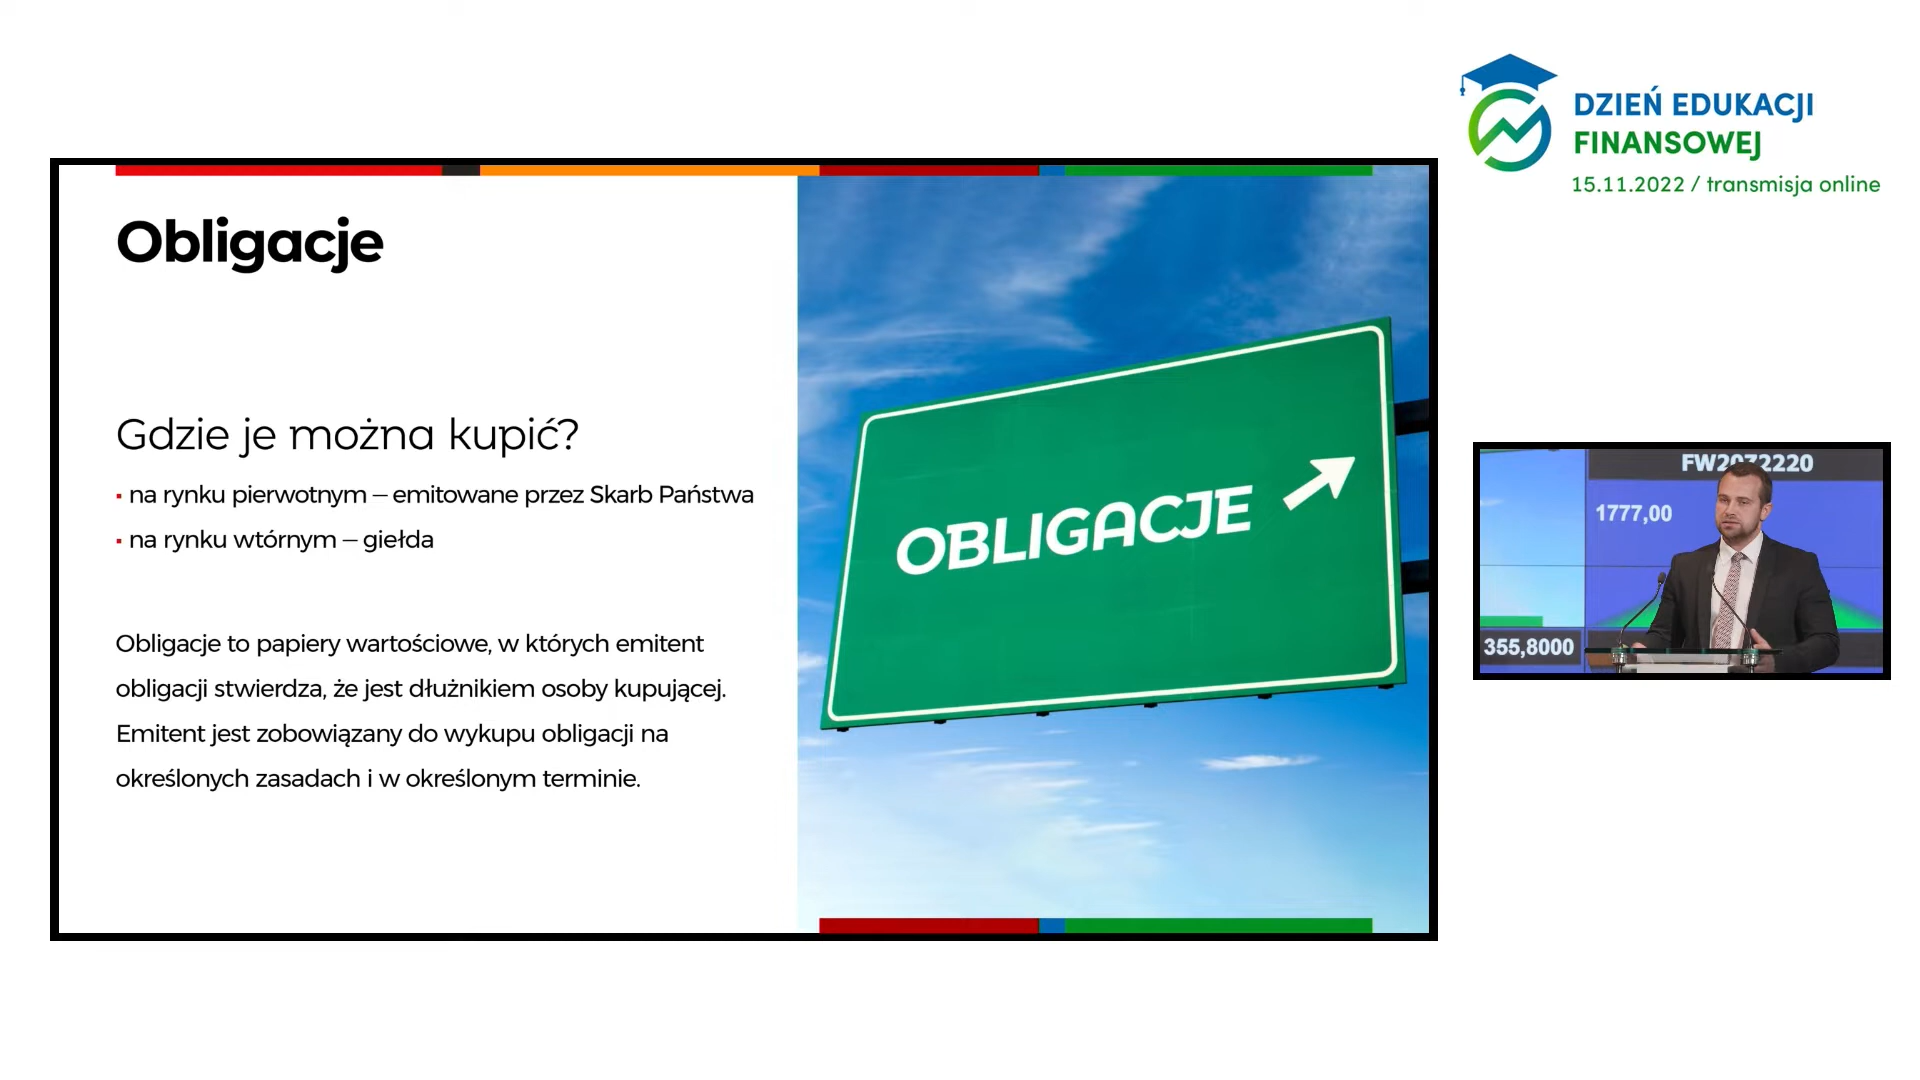 DZIEŃ EDUKACJI
FINANSOWEJ
15.11.2022 / transmisja online
Obligacje
Gdzie je można kupić?
▪ na rynku pierwotnym – emitowane przez Skarb Państwa
▪ na rynku wtórnym – giełda
Obligacje to papiery wartościowe, w których emitent
obligacji stwierdza, że jest dłużnikiem osoby kupującej.
Emitent jest zobowiązany do wykupu obligacji na
określonych zasadach i w określonym terminie.
OBLIGACJE
1777,00
355,8000